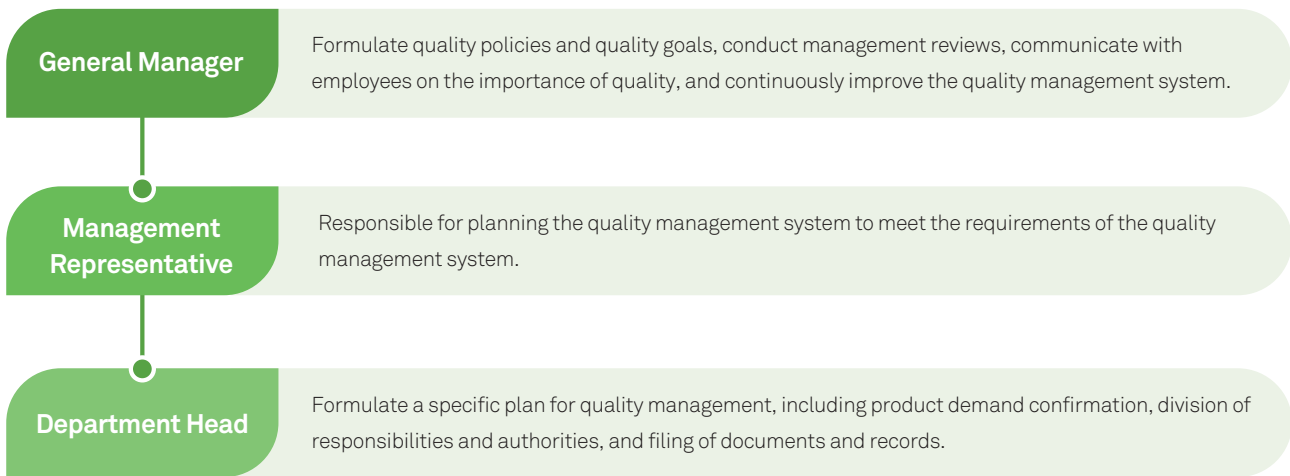 General Manager
Formulate quality policies and quality goals, conduct management reviews, communicate with
employees on the importance of quality, and continuously improve the quality management system.
Management
Representative
Responsible for planning the quality management system to meet the requirements of the quality
management system.
Department Head
Formulate a specific plan for quality management, including product demand confirmation, division of
responsibilities and authorities, and filing of documents and records.